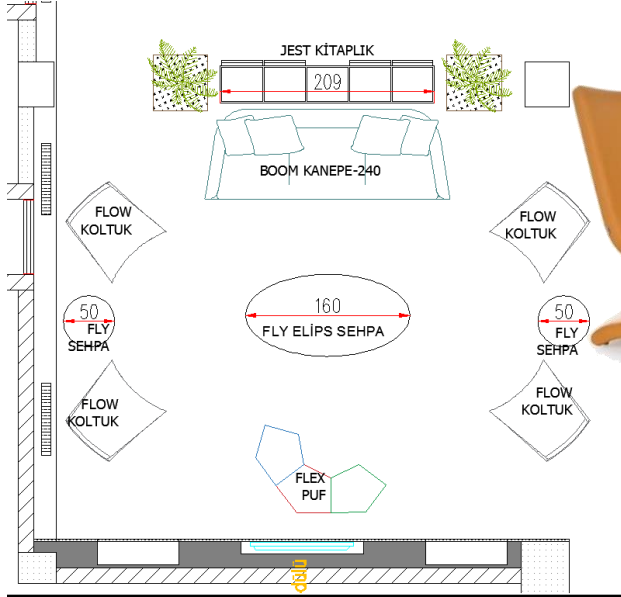 JEST KİTAPLIK
209
BOOM KANEPE-240
FLOW
KOLTUK
FLOW
KOLTUK
50
FLY
SEHPA
160
FLY ELİPS SEHPA
50
FLY
SEHPA
FLOW
KOLTUK
FLOW
KOLTUK
FLEX
PUF